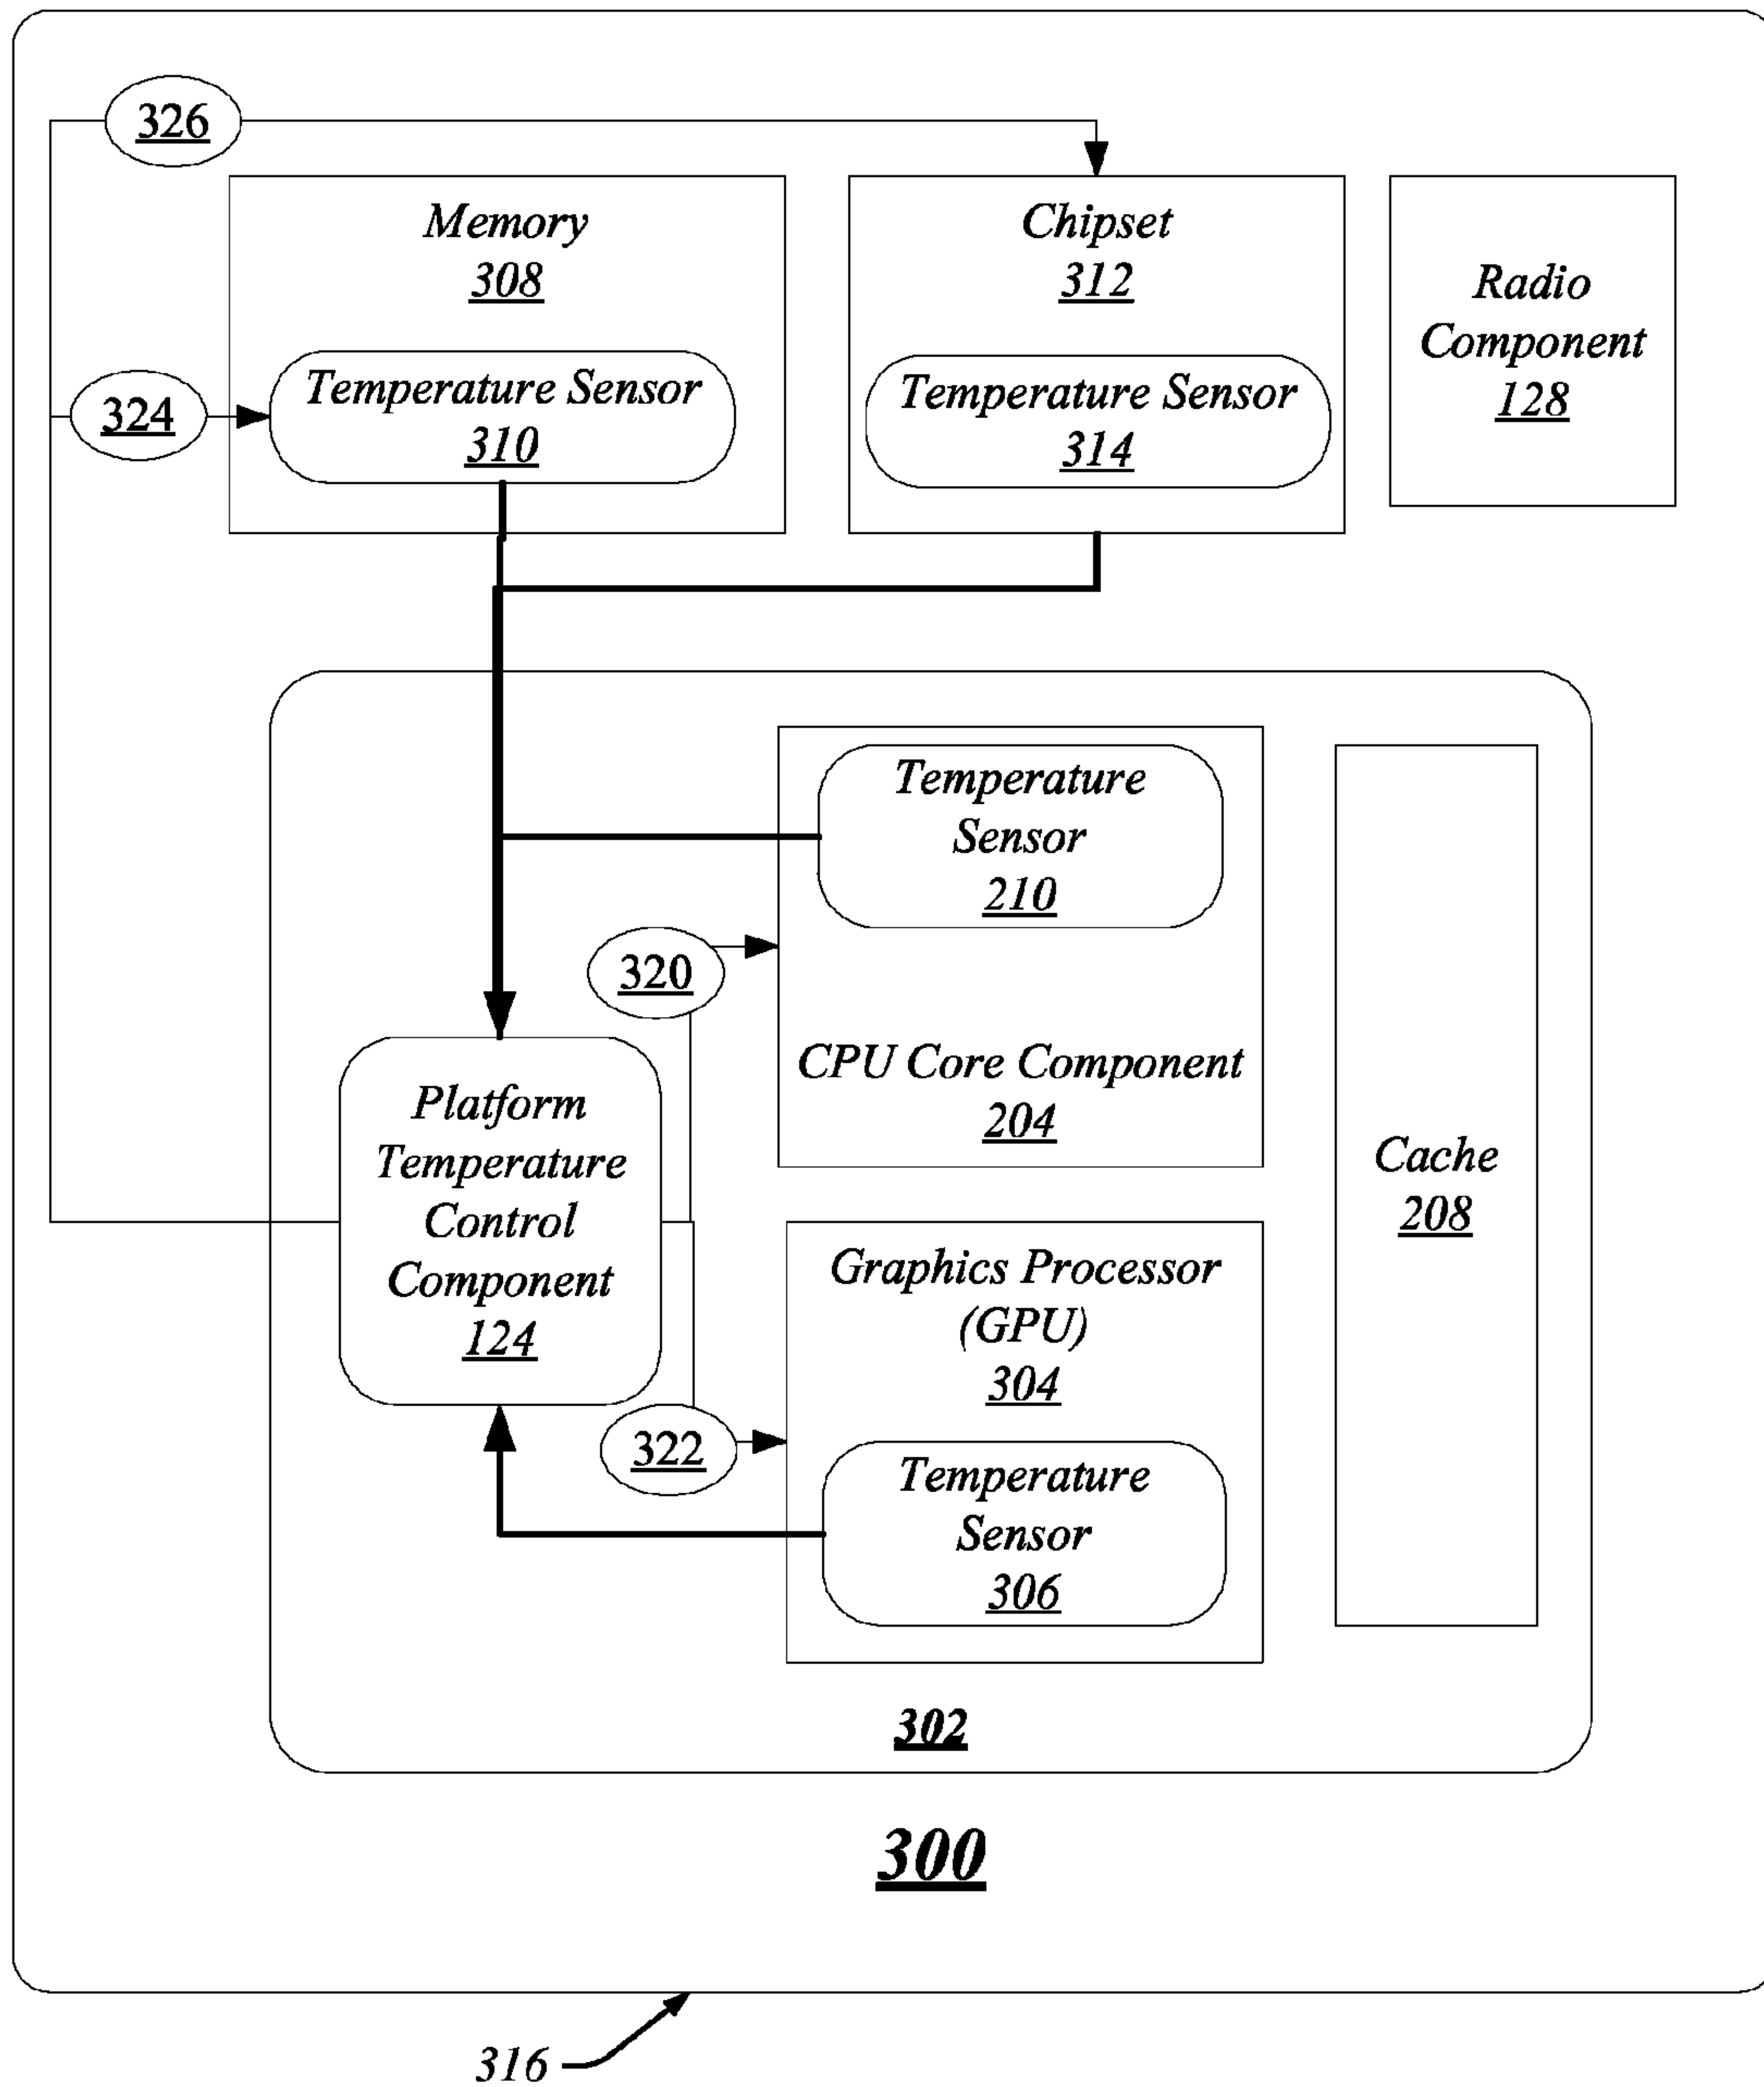 326
Memory
308
Chipset
312
Radio
Component
128
324
Temperature Sensor
310
Temperature Sensor
314
Temperature
Sensor
210
320
CPU Core Component
204
Platform
Temperature
Control
Component
124
Cache
208
Graphics Processor
(GPU)
304
322
Temperature
Sensor
306
302
300
316